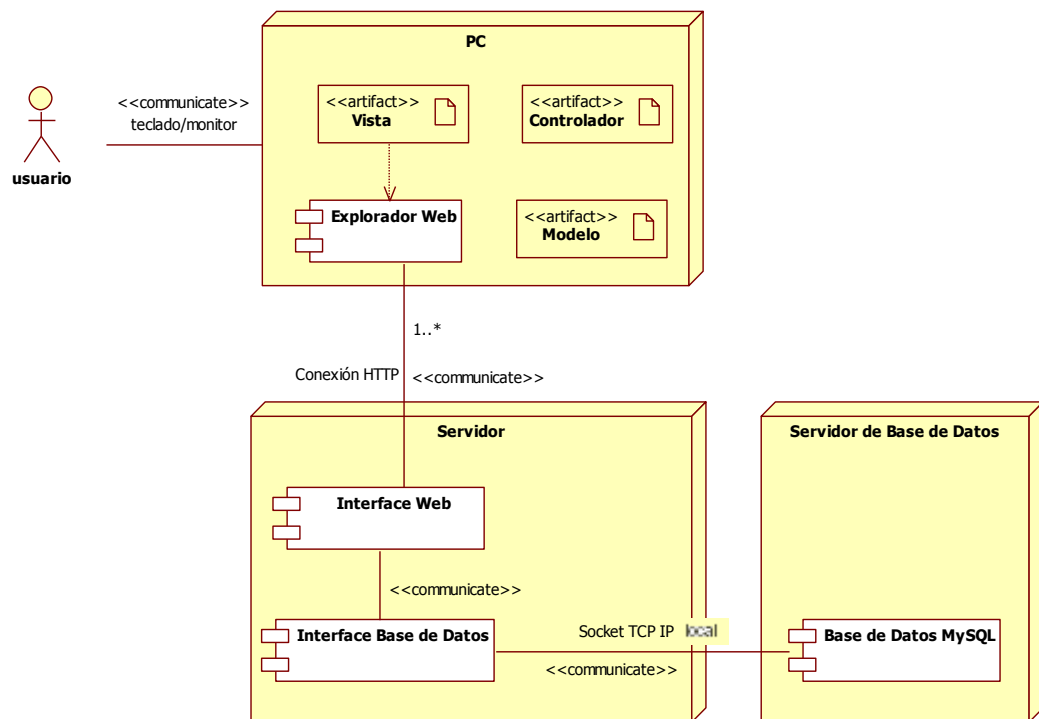 PC
<<communicate>>
teclado/monitor
usuario
<<artifact>>
Vista
<<artifact>>
Controlador
Explorador Web
<<artifact>>
Modelo
1..*
Conexión HTTP
<<communicate>>
Servidor
Servidor de Base de Datos
Interface Web
<<communicate>>
Interface Base de Datos
Socket TCP IP local
<<communicate>>
Base de Datos MySQL